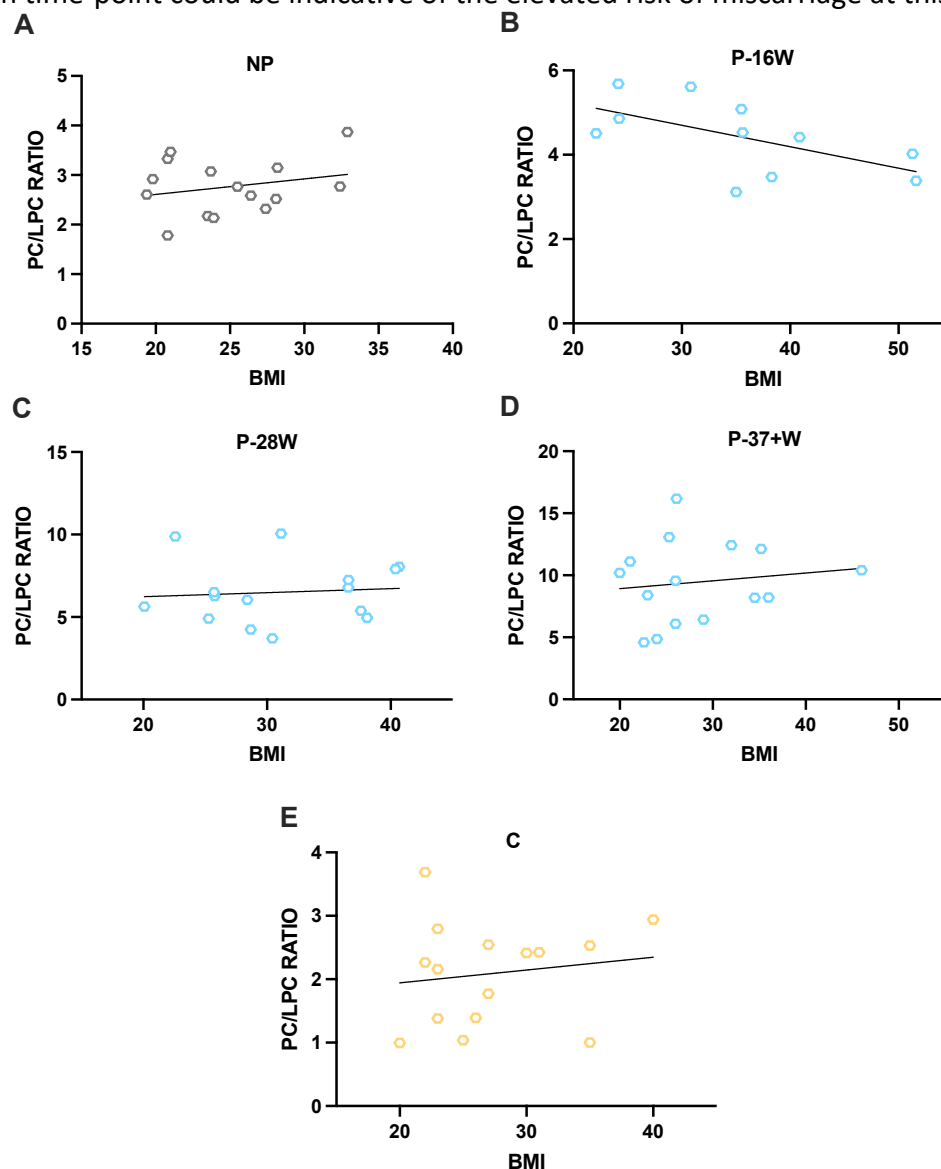 n time-point could be indicative of the elevated risk of miscarriage at this
A
B
NP
P-16W
5
4
3
2
1
0
PC/LPC RATIO
15 20 25 30 35 40
BMI
6
4
2
0
PC/LPC RATIO
20 30 40 50
BMI
C
D
P-28W
P-37+W
15
10
5
0
PC/LPC RATIO
20 30 40
BMI
20
15
10
5
0
PC/LPC RATIO
20 30 40 50
BMI
E
C
4
3
2
1
0
PC/LPC RATIO
20 30 40
BMI